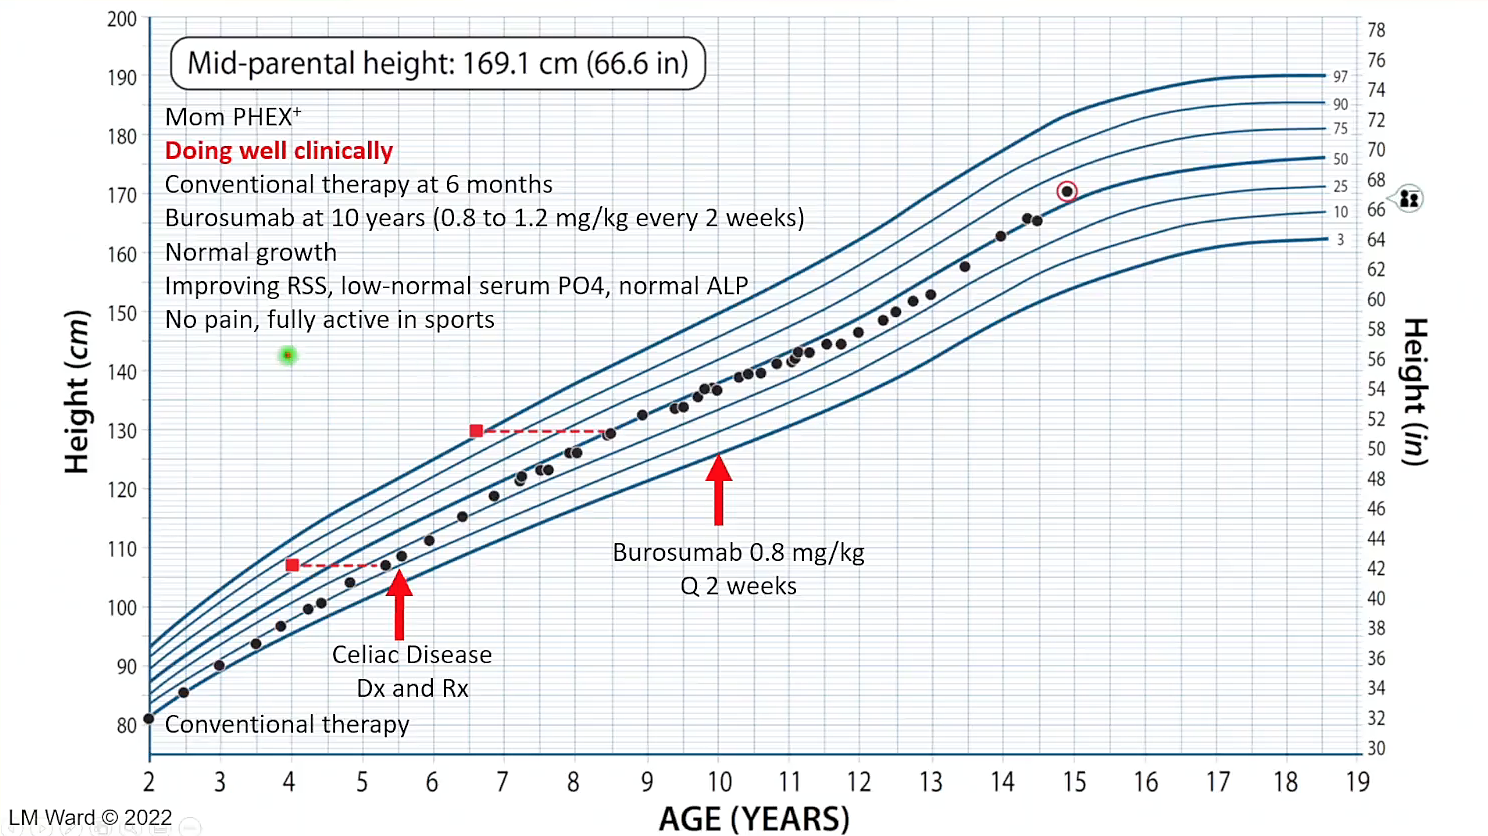 Mid-parental height: 169.1 cm (66.6 in)
Mom PHEX⁺
Doing well clinically
Conventional therapy at 6 months
Burosumab at 10 years (0.8 to 1.2 mg/kg every 2 weeks)
Normal growth
Improving RSS, low-normal serum PO4, normal ALP
No pain, fully active in sports
Height (cm)
200
190
180
170
160
150
140
130
120
110
100
90
80
97
90
75
50
25
10
3
78
76
74
72
70
68
66
64
62
60
58
56
54
52
50
48
46
44
42
40
38
36
34
32
30
Height (in)
Burosumab 0.8 mg/kg
Q 2 weeks
Celiac Disease
Dx and Rx
Conventional therapy
2 3 4 5 6 7 8 9 10 11 12 13 14 15 16 17 18 19
AGE (YEARS)
LM Ward © 2022